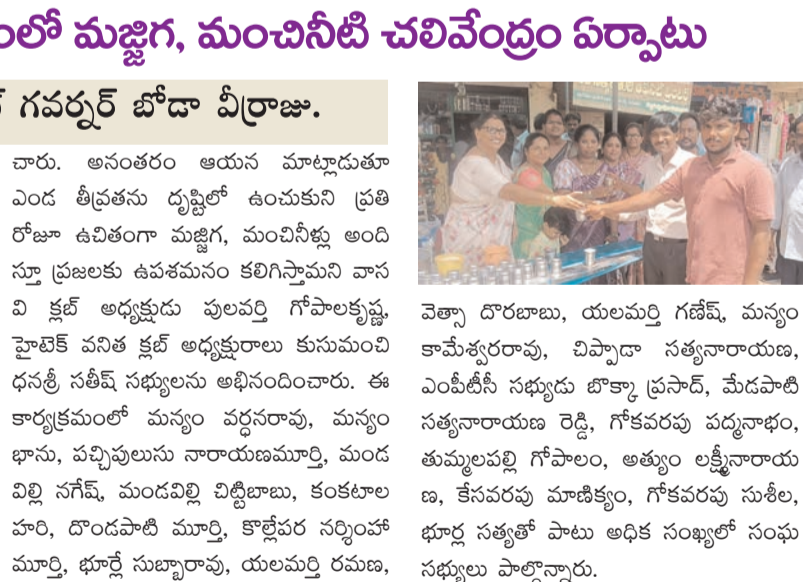 ంలో మజ్జిగ, మంచినీటి చలివేంద్రం ఏర్పాటు
గవర్నర్ బోడా వీర్రాజు.
చారు. అనంతరం ఆయన మాట్లాడుతూ
ఎండ తీవ్రతను దృష్టిలో ఉంచుకుని ప్రతి
రోజూ ఉచితంగా మజ్జిగ, మంచినీళ్లు అంది
స్తూ ప్రజలకు ఉపశమనం కలిగిస్తామని వాస
వి క్లబ్ అధ్యక్షుడు పులవర్తి గోపాలకృష్ణ,
హైటెక్ వనిత క్లబ్ అధ్యక్షురాలు కుసుమంచి
ధనశ్రీ సతీష్ సభ్యులను అభినందించారు. ఈ
కార్యక్రమంలో మన్యం వర్ధనరావు, మన్యం
భాను, పచ్చిపులుసు నారాయణమూర్తి, మండ
విల్లి నగేష్, మండవిల్లి చిట్టిబాబు, కంకటాల
హరి, దొండపాటి మూర్తి, కొల్లేపర నర్శింహా
మూర్తి, భూర్లే సుబ్బారావు, యలమర్తి రమణ,
వెత్సా దొరబాబు, యలమర్తి గణేష్, మన్యం
కామేశ్వరరావు, చిప్పాడా సత్యనారాయణ,
ఎంపీటీసీ సభ్యుడు బొక్కా ప్రసాద్, మేడపాటి
సత్యనారాయణ రెడ్డి, గోకవరపు పద్మనాభం,
తుమ్మలపల్లి గోపాలం, అత్యుం లక్ష్మీనారాయ
ణ, కేసవరపు మాణిక్యం, గోకవరపు సుశీల,
భూర్ల సత్యతో పాటు అధిక సంఖ్యలో సంఘ
సభ్యులు పాల్గొన్నారు.